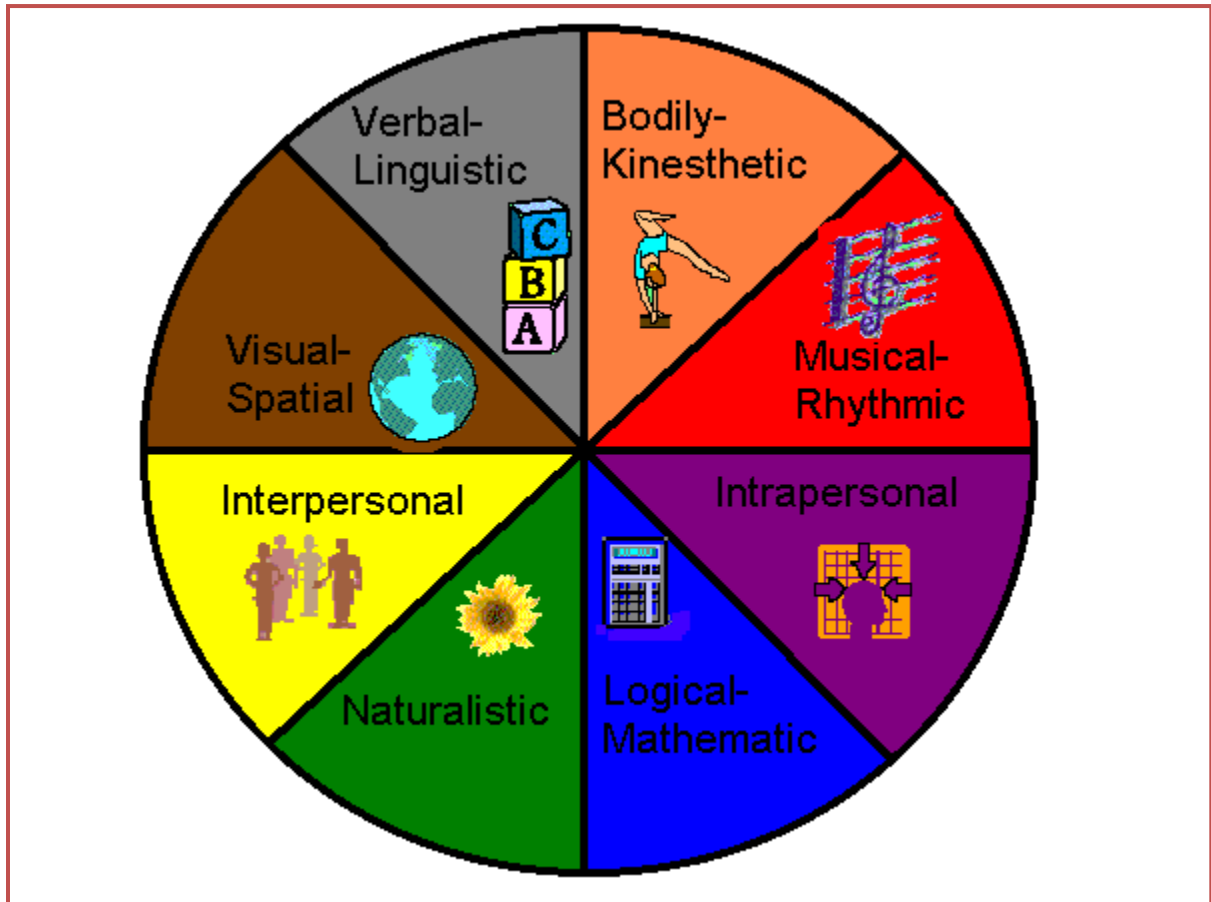 Verbal-
Linguistic
Bodily-
Kinesthetic
C
B
A
Visual-
Spatial
Musical-
Rhythmic
Interpersonal
Intrapersonal
Naturalistic
Logical-
Mathematic